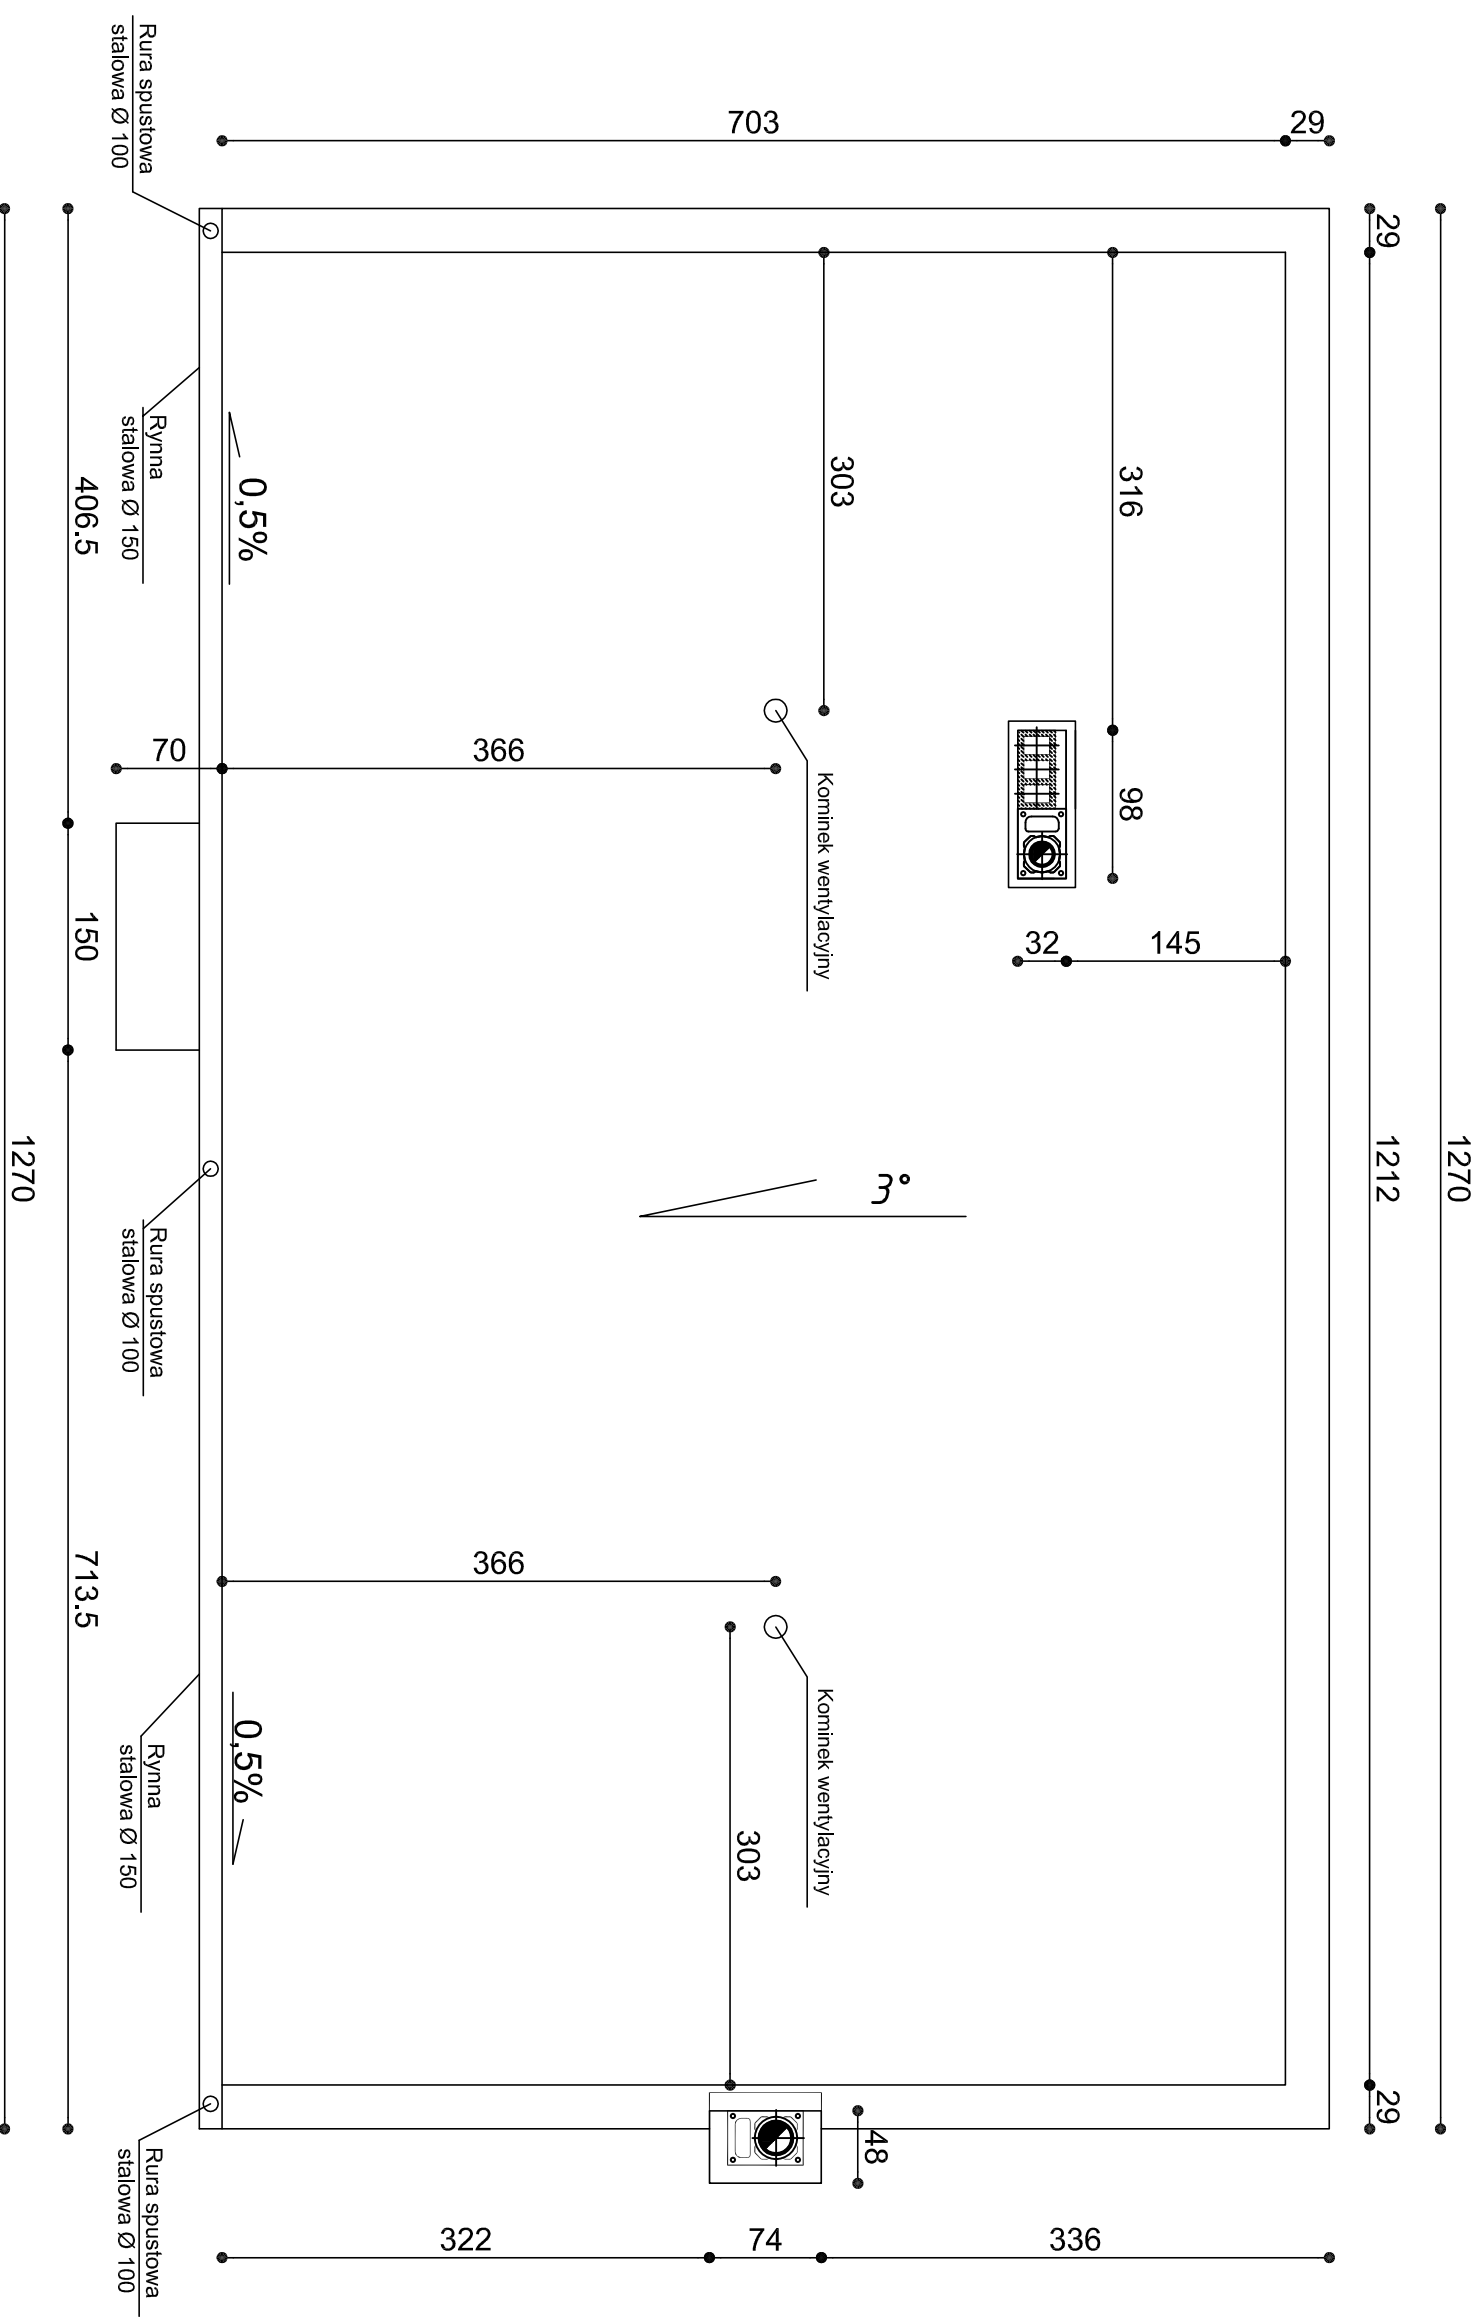 1270
29
1212
29
703
29
316
98
303
145
32
Kominek wentylacyjny
366
70
3°
Kominek wentylacyjny
366
303
48
336
74
322
0,5%
0,5%
Rura spustowa
stalowa Ø 100
Rynna
stalowa Ø 150
Rura spustowa
stalowa Ø 100
Rynna
stalowa Ø 150
Rura spustowa
stalowa Ø 100
406.5
150
713.5
1270